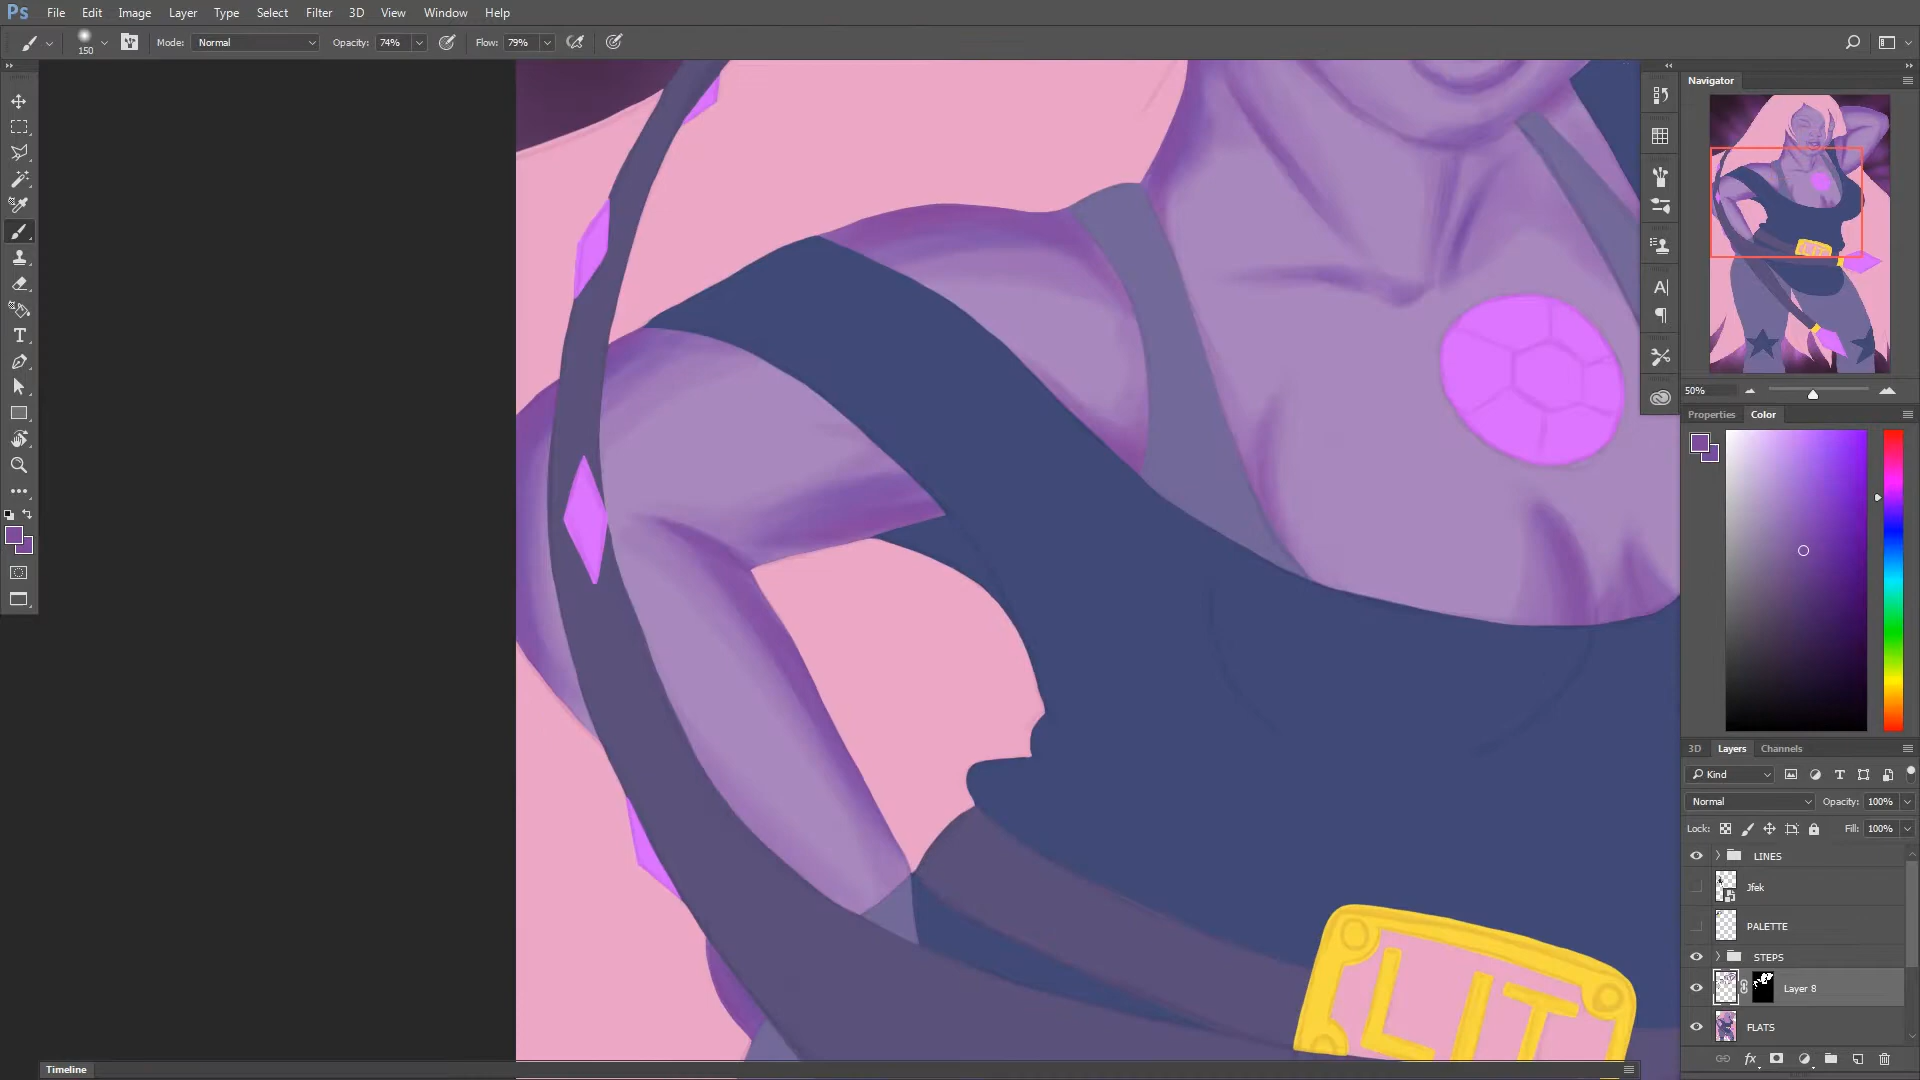 Ps File Edit Image Layer Type Select Filter 3D View Window Help
150 Mode: Normal Opacity: 74% Flow: 79%
Navigator
50%
Properties Color
3D Layers Channels
Kind
Normal Opacity: 100%
Lock: Fill: 100%
LINES
Jfek
PALETTE
STEPS
Layer 8
FLATS
LIT
Timeline